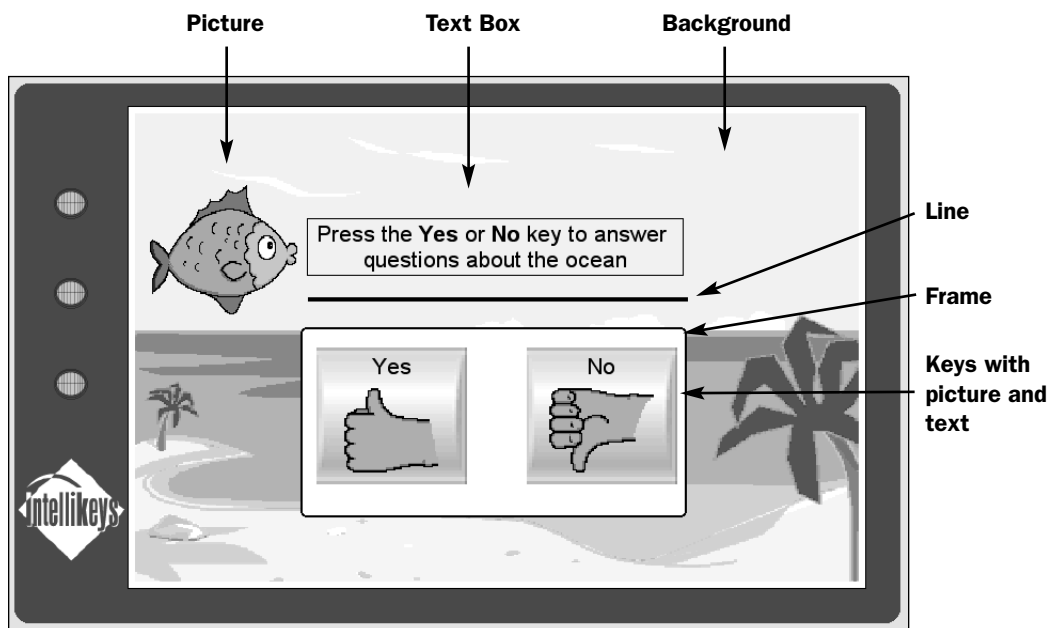 Picture
Text Box
Background
Press the Yes or No key to answer
questions about the ocean
Line
Frame
Yes
No
Keys with
picture and
text
intellikeys